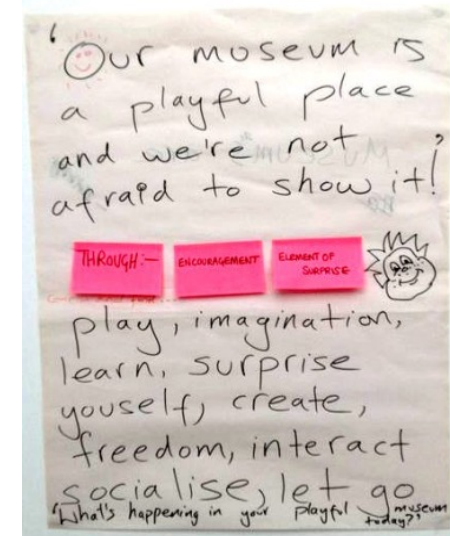 'Our museum is
a playful place
and we're not
afraid to show it!'
THROUGH:— ENCOURAGEMENT ELEMENT OF
SURPRISE
play, imagination,
learn, surprise
youself, create,
freedom, interact
socialise, let go
'What's happening in your playful museum
today?'